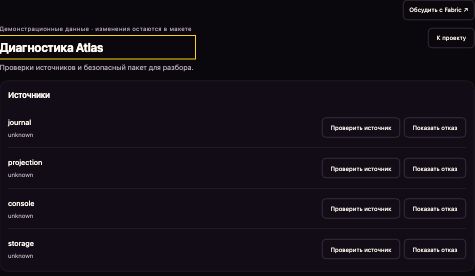 Обсудить с Fabric ↗
Демонстрационные данные · изменения остаются в макете
К проекту
Диагностика Atlas
Проверки источников и безопасный пакет для разбора.
Источники
journal
unknown
Проверить источник
Показать отказ
projection
unknown
Проверить источник
Показать отказ
console
unknown
Проверить источник
Показать отказ
storage
unknown
Проверить источник
Показать отказ